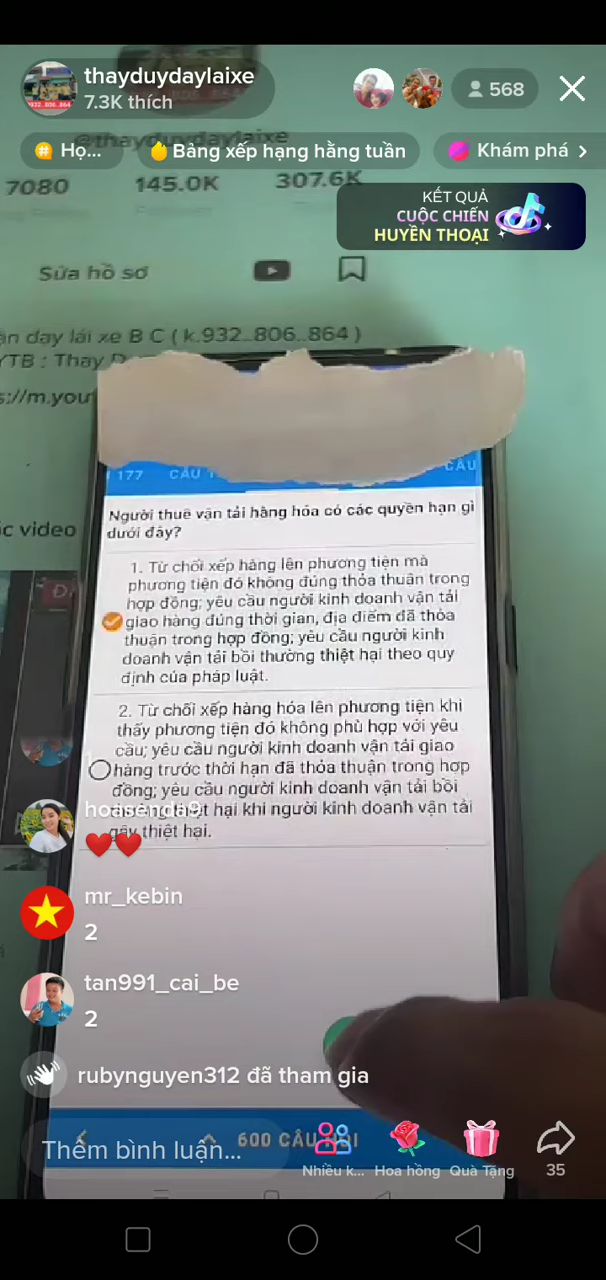 thayduydaylaixe
7.3K thích
568
Họ...
Bảng xếp hạng hằng tuần
Khám phá
@thayduydaylaixe
7080
145.0K
307.6K
KẾT QUẢ
CUỘC CHIẾN
HUYỀN THOẠI
Sửa hồ sơ
ận dạy lái xe B C ( k.932..806..864 )
YTB : Thay D
s://m.you
177
CÂU
CÂU
ic video
Người thuê vận tải hàng hóa có các quyền hạn gì
dưới đây?
1. Từ chối xếp hàng lên phương tiện mà
phương tiện đó không đúng thỏa thuận trong
hợp đồng; yêu cầu người kinh doanh vận tải
giao hàng đúng thời gian, địa điểm đã thỏa
thuận trong hợp đồng; yêu cầu người kinh
doanh vận tải bồi thường thiệt hại theo quy
định của pháp luật.
2. Từ chối xếp hàng hóa lên phương tiện khi
thấy phương tiện đó không phù hợp với yêu
cầu; yêu cầu người kinh doanh vận tải giao
hàng trước thời hạn đã thỏa thuận trong hợp
đồng; yêu cầu người kinh doanh vận tải bồi
thiệt hại khi người kinh doanh vận tải
gây thiệt hại.
hoasenda9
mr_kebin
2
tan991_cai_be
2
rubynguyen312 đã tham gia
600 CÂU
Thêm bình luận...
Nhiều k...
Hoa hồng
Quà Tặng
35